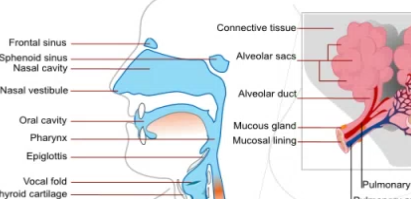 Frontal sinus
Sphenoid sinus
Nasal cavity
Nasal vestibule
Oral cavity
Pharynx
Epiglottis
Vocal fold
hyroid cartilage
Connective tissue
Alveolar sacs
Alveolar duct
Mucous gland
Mucosal lining
Pulmonary